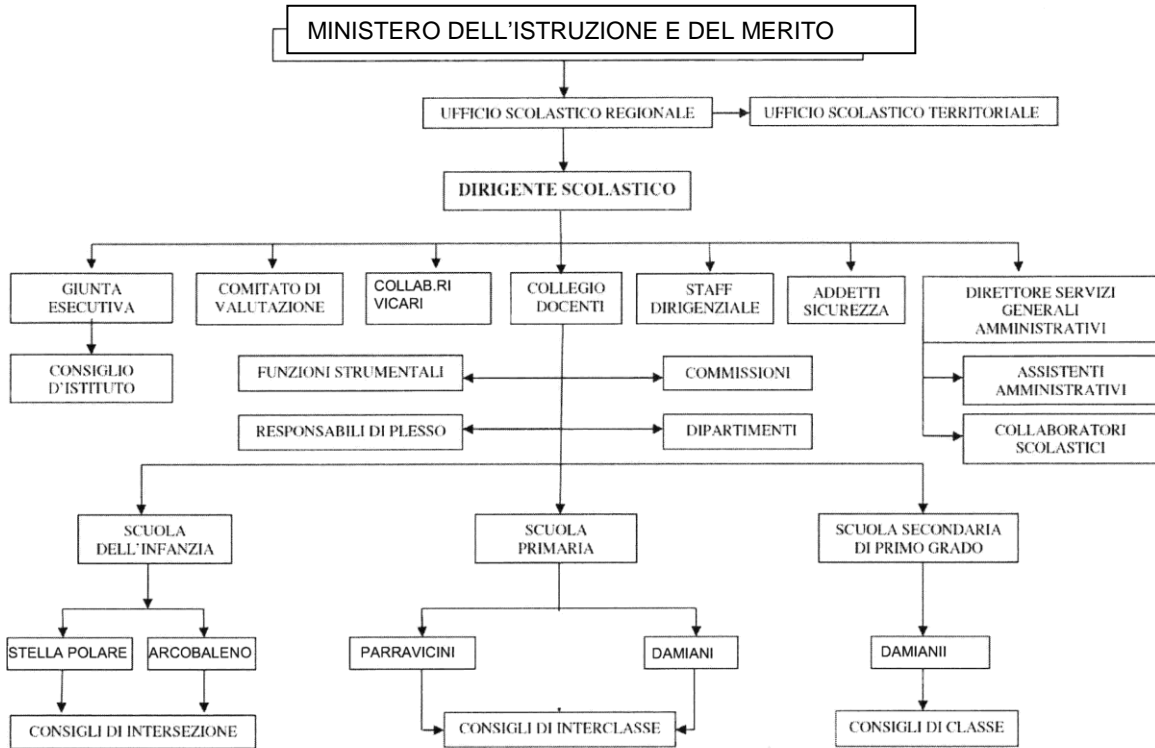 MINISTERO DELL'ISTRUZIONE E DEL MERITO
UFFICIO SCOLASTICO REGIONALE
UFFICIO SCOLASTICO TERRITORIALE
DIRIGENTE SCOLASTICO
GIUNTA
ESECUTIVA
COMITATO DI
VALUTAZIONE
COLLAB.RI
VICARI
COLLEGIO
DOCENTI
STAFF
DIRIGENZIALE
ADDETTI
SICUREZZA
DIRETTORE SERVIZI
GENERALI
AMMINISTRATIVI
CONSIGLIO
D'ISTITUTO
FUNZIONI STRUMENTALI
COMMISSIONI
ASSISTENTI
AMMINISTRATIVI
RESPONSABILI DI PLESSO
DIPARTIMENTI
COLLABORATORI
SCOLASTICI
SCUOLA
DELL'INFANZIA
SCUOLA
PRIMARIA
SCUOLA SECONDARIA
DI PRIMO GRADO
STELLA POLARE
ARCOBALENO
PARRAVICINI
DAMIANI
DAMIANII
CONSIGLI DI INTERSEZIONE
CONSIGLI DI INTERCLASSE
CONSIGLI DI CLASSE